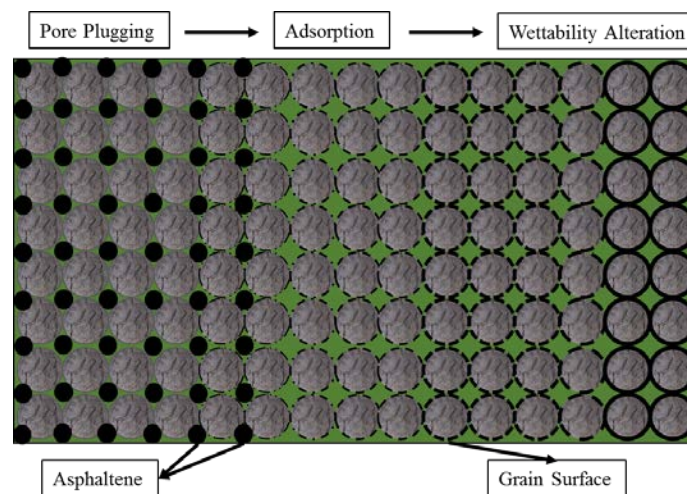 Pore Plugging
Adsorption
Wettability Alteration
Asphaltene
Grain Surface